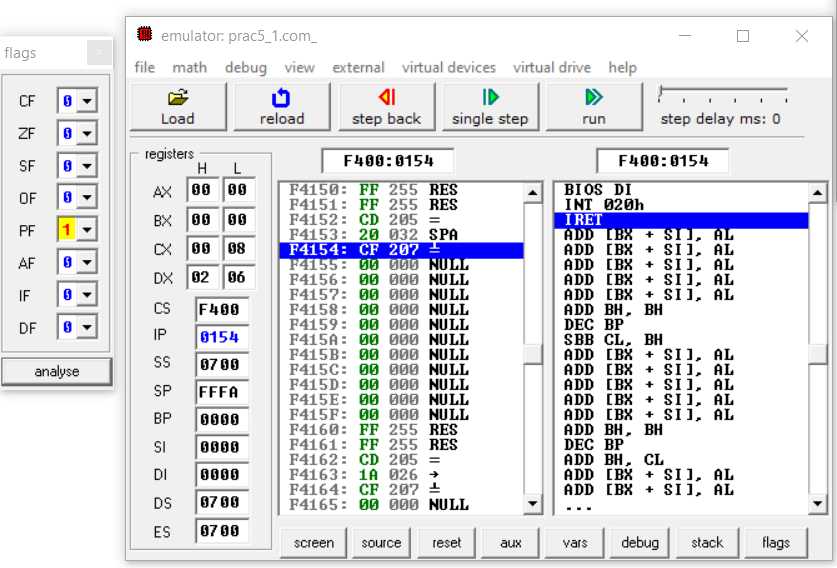 flags
CF 0
ZF 0
SF 0
OF 0
PF 1
AF 0
IF 0
DF 0
analyse
emulator: prac5_1.com_
file math debug view external virtual devices virtual drive help
Load reload step back single step run step delay ms: 0
registers
H L
AX 00 00
BX 00 00
CX 00 08
DX 02 06
CS F400
IP 0154
SS 0700
SP FFFA
BP 0000
SI 0000
DI 0000
DS 0700
ES 0700
F400:0154
F4150: FF 255 RES
F4151: FF 255 RES
F4152: CD 205 =
F4153: 20 032 SPA
F4154: CF 207 ╧
F4155: 00 000 NULL
F4156: 00 000 NULL
F4157: 00 000 NULL
F4158: 00 000 NULL
F4159: 00 000 NULL
F415A: 00 000 NULL
F415B: 00 000 NULL
F415C: 00 000 NULL
F415D: 00 000 NULL
F415E: 00 000 NULL
F415F: 00 000 NULL
F4160: FF 255 RES
F4161: FF 255 RES
F4162: CD 205 =
F4163: 1A 026 →
F4164: CF 207 ╧
F4165: 00 000 NULL
F400:0154
BIOS DI
INT 020h
IRET
ADD [BX + SI], AL
ADD [BX + SI], AL
ADD [BX + SI], AL
ADD [BX + SI], AL
ADD [BX + SI], AL
ADD BH, BH
DEC BP
SBB CL, BH
ADD [BX + SI], AL
ADD [BX + SI], AL
ADD [BX + SI], AL
ADD [BX + SI], AL
ADD [BX + SI], AL
ADD BH, BH
DEC BP
ADD BH, CL
ADD [BX + SI], AL
ADD [BX + SI], AL
...
screen source reset aux vars debug stack flags